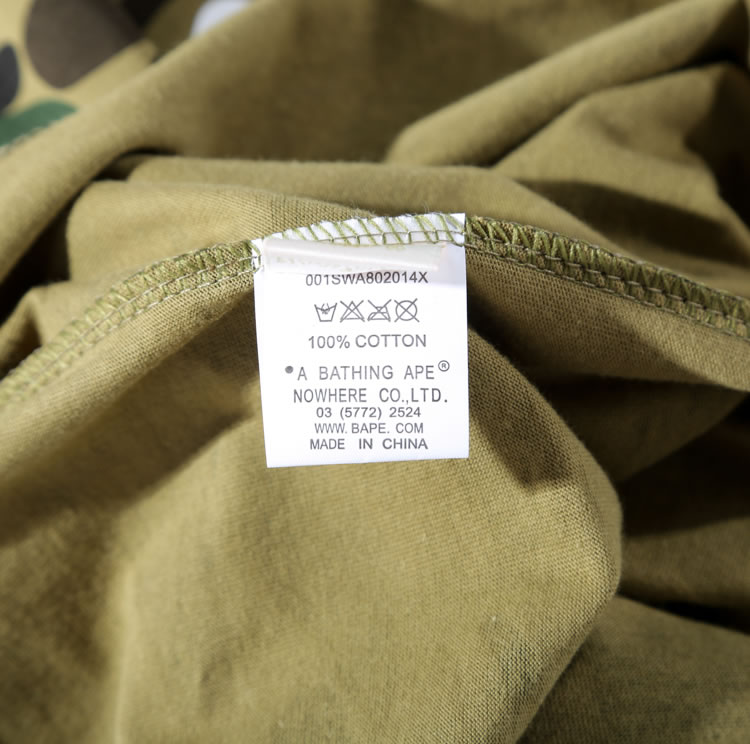 001SWA802014X
100% COTTON
•A BATHING APE®
NOWHERE CO.,LTD.
03 (5772) 2524
WWW. BAPE. COM
MADE IN CHINA